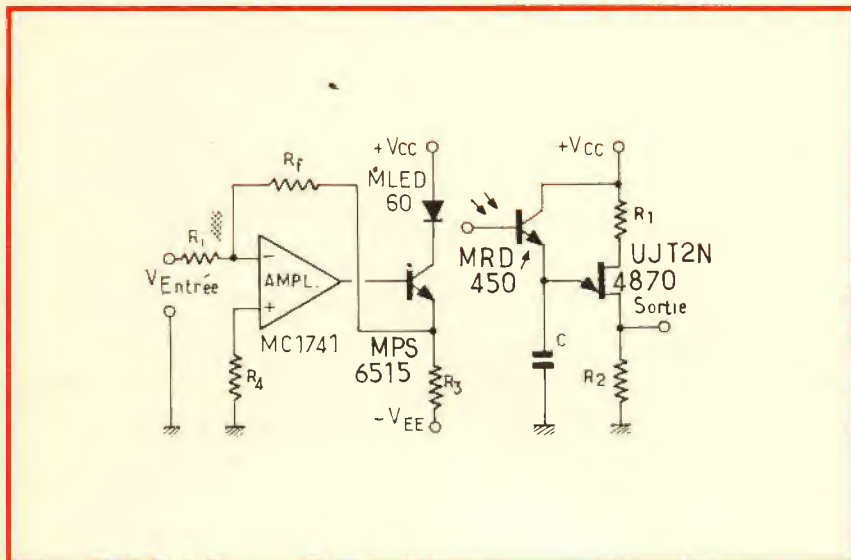 +VCC
MLED
60
Rf
R1
VEntrée
−
AMPL.
+
MC1741
R4
MPS
6515
R3
−VEE
+VCC
R1
MRD
450
UJT2N
4870
Sortie
C
R2